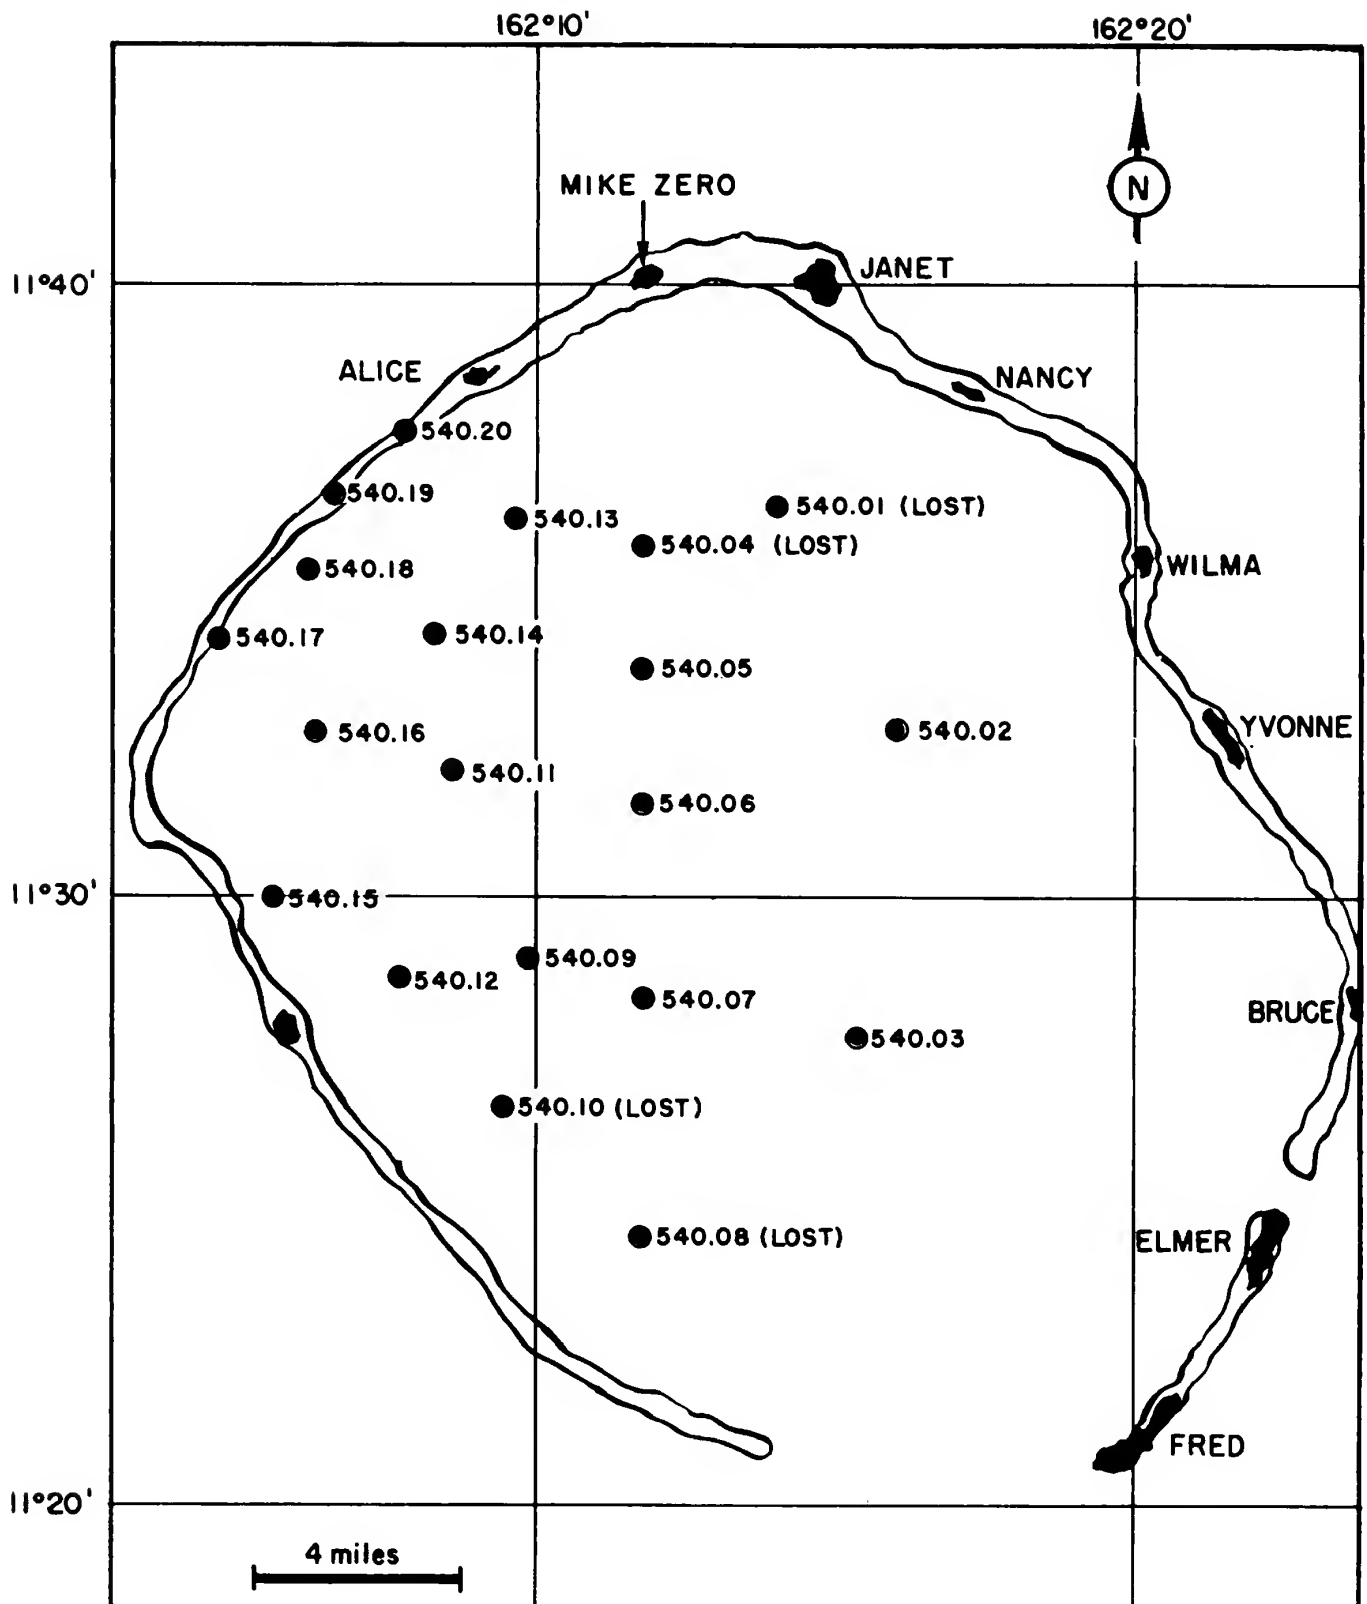 162°10'
162°20'
N
MIKE ZERO
JANET
11°40'
ALICE
NANCY
540.20
540.19
540.01 (LOST)
540.13
540.04 (LOST)
WILMA
540.18
540.17
540.14
540.05
YVONNE
540.16
540.02
540.11
540.06
11°30'
540.15
540.09
540.12
540.07
BRUCE
540.03
540.10 (LOST)
540.08 (LOST)
ELMER
FRED
11°20'
4 miles